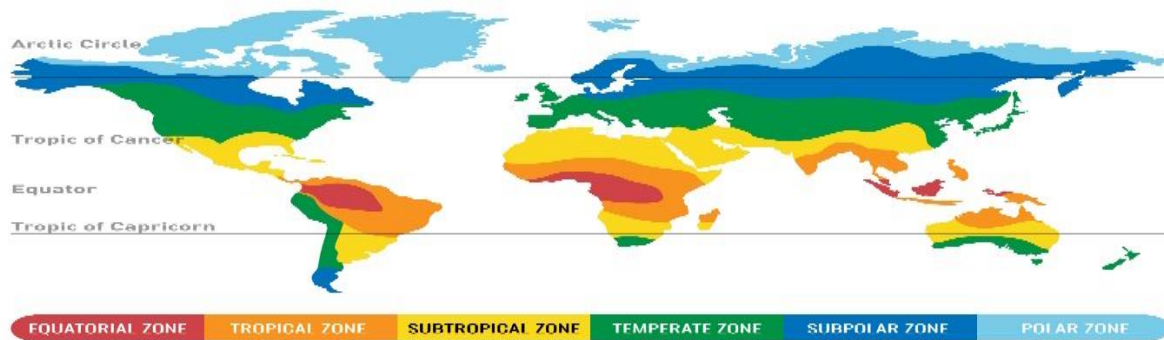 Arctic Circle
Tropic of Cancer
Equator
Tropic of Capricorn
EQUATORIAL ZONE TROPICAL ZONE SUBTROPICAL ZONE TEMPERATE ZONE SUBPOLAR ZONE POLAR ZONE